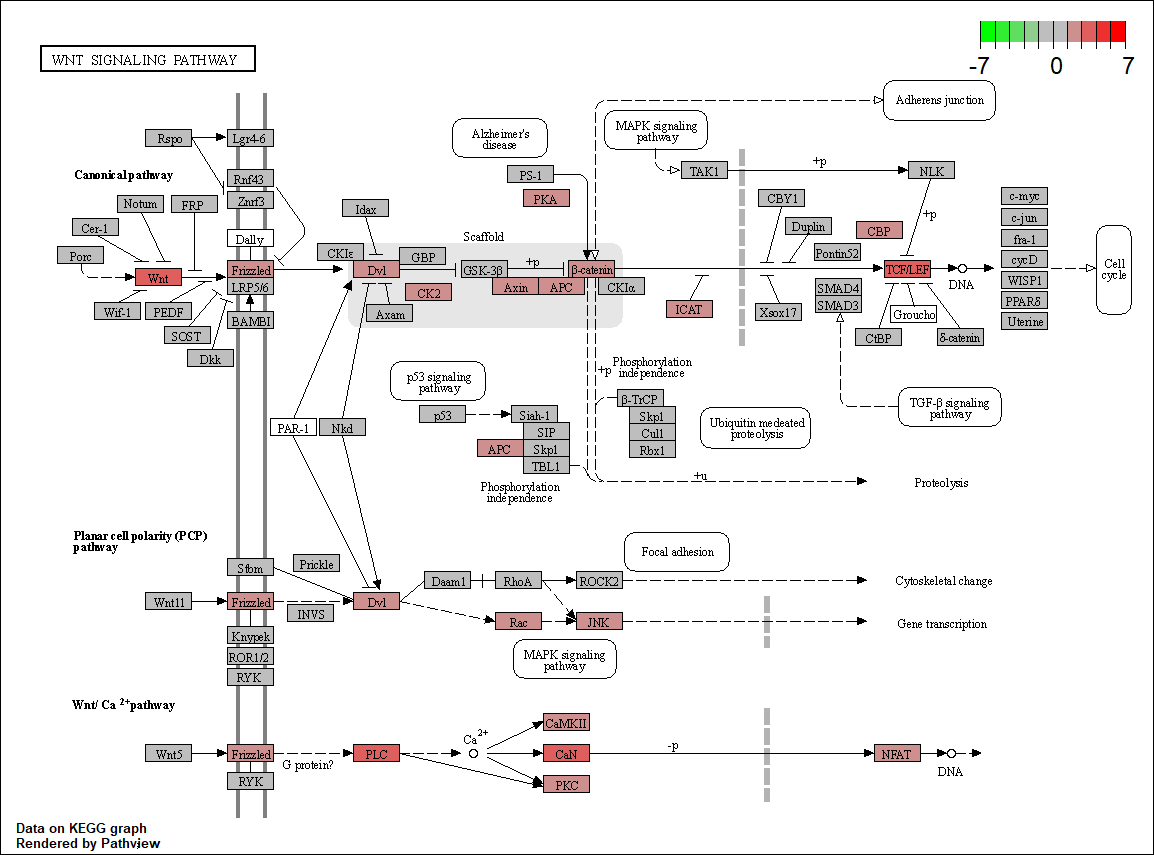 WNT SIGNALING PATHWAY
-7 0 7
Adherens junction
Alzheimer's
disease
MAPK signaling
pathway
Rspo
Lgr4-6
+p
Canonical pathway
Rnf43
Znrf3
PS-1
PKA
TAK1
NLK
Notum
FRP
Idax
CBY1
c-myc
Cer-1
Dally
Scaffold
Duplin
+p
CBP
c-jun
Porc
CKIε
GBP
Pontin52
fra-1
Wnt
Frizzled
LRP5/6
Dvl
GSK-3β
+p
β-catenin
TCF/LEF
DNA
cycD
Cell
cycle
Axin
APC
CKIα
SMAD4
SMAD3
WISP1
CK2
PPARδ
Wif-1
PEDF
BAMBI
Axam
ICAT
Xsox17
Groucho
Uterine
SOST
Dkk
CtBP
δ-catenin
p53 signaling
pathway
+p
Phosphorylation
independence
TGF-β signaling
pathway
β-TrCP
Skp1
Cul1
Rbx1
Ubiquitin medeated
proteolysis
PAR-1
Nkd
p53
Siah-1
SIP
APC
Skp1
TBL1
+u
Proteolysis
Phosphorylation
independence
Planar cell polarity (PCP)
pathway
Focal adhesion
Stbm
Prickle
Daam1
RhoA
ROCK2
Cytoskeletal change
Wnt11
Frizzled
INVS
Dvl
Rac
JNK
Gene transcription
Knypek
ROR1/2
RYK
MAPK signaling
pathway
Wnt/ Ca 2+pathway
CaMKII
Ca2+
Wnt5
Frizzled
G protein?
PLC
CaN
-p
NFAT
DNA
RYK
PKC
Data on KEGG graph
Rendered by Pathview